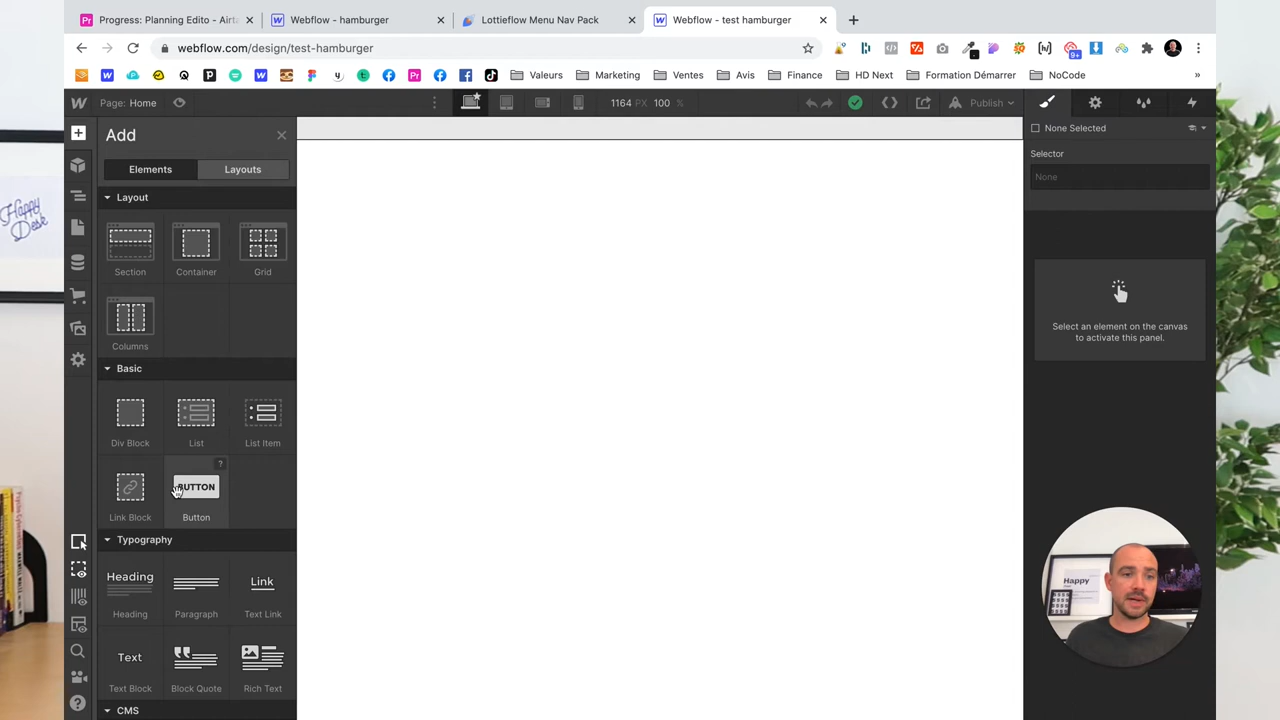 Progress: Planning Edito - Airta
Webflow - hamburger
Lottieflow Menu Nav Pack
Webflow - test hamburger
webflow.com/design/test-hamburger
9+
Valeurs
Marketing
Ventes
Avis
Finance
HD Next
Formation Démarrer
NoCode
Page: Home
1164 PX 100 %
Publish
Add
Elements
Layouts
None Selected
Selector
None
Layout
Section
Container
Grid
Columns
Select an element on the canvas
to activate this panel.
Basic
Div Block
List
List Item
BUTTON
Link Block
Button
Typography
Heading
Link
Heading
Paragraph
Text Link
Text
Text Block
Block Quote
Rich Text
CMS
Happy
Desk
Happy